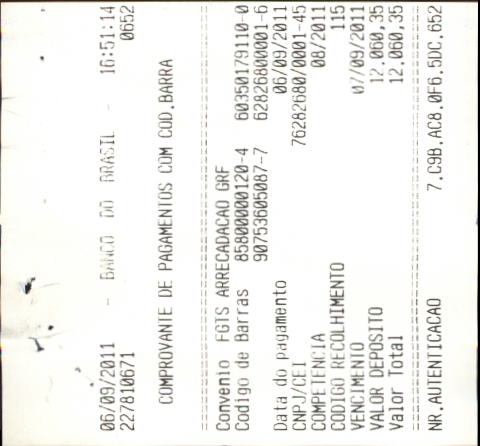 06/09/2011 - BANCO DO BRASIL - 16:51:14
227810671 0652
COMPROVANTE DE PAGAMENTOS COM COD.BARRA
Convenio FGTS ARRECADACAO GRF
Codigo de Barras 85800000120-4 60350179110-0
90753605087-7 62826800001-6
Data do pagamento 06/09/2011
CNPJ/CEI 76282680/0001-45
COMPETENCIA 08/2011
CODIGO RECOLHIMENTO 115
VENCIMENTO 07/09/2011
VALOR DEPOSITO 12.060,35
Valor Total 12.060,35
NR.AUTENTICACAO 7.C9B.AC8.0F6.5DC.652